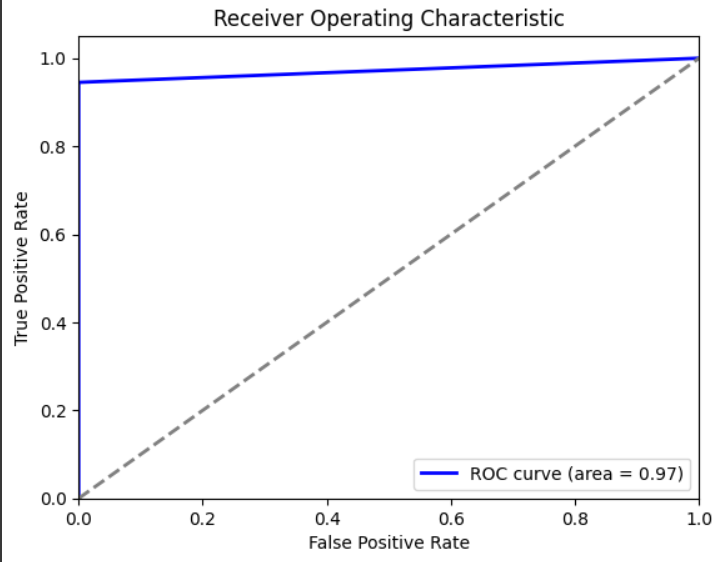 Receiver Operating Characteristic
1.0
0.8
0.6
0.4
0.2
0.0
True Positive Rate
ROC curve (area = 0.97)
0.0 0.2 0.4 0.6 0.8 1.0
False Positive Rate